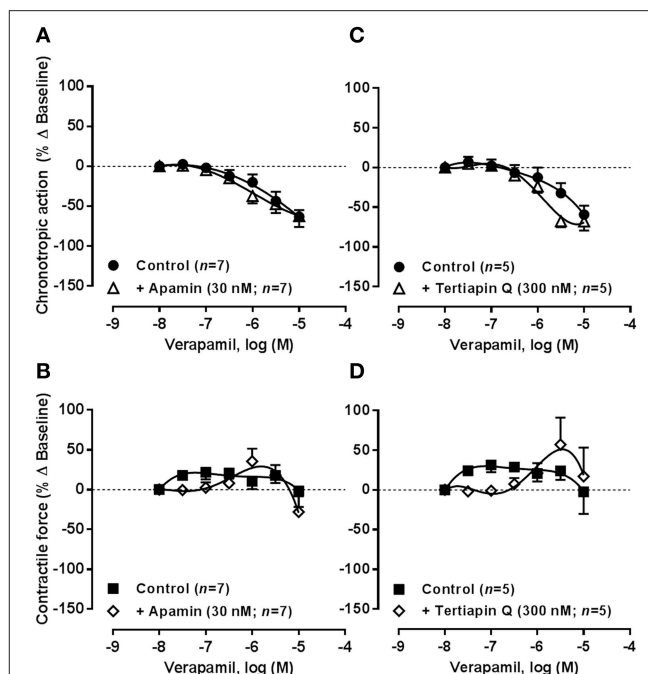 A
Chronotropic action (% Δ Baseline)
100
50
0
-50
-100
-150
● Control (n=7)
△ + Apamin (30 nM; n=7)
-9 -8 -7 -6 -5 -4
Verapamil, log (M)
C
100
50
0
-50
-100
-150
● Control (n=5)
△ + Tertiapin Q (300 nM; n=5)
-9 -8 -7 -6 -5 -4
Verapamil, log (M)
B
Contractile force (% Δ Baseline)
100
50
0
-50
-100
-150
■ Control (n=7)
◇ + Apamin (30 nM; n=7)
-9 -8 -7 -6 -5 -4
Verapamil, log (M)
D
100
50
0
-50
-100
-150
■ Control (n=5)
◇ + Tertiapin Q (300 nM; n=5)
-9 -8 -7 -6 -5 -4
Verapamil, log (M)